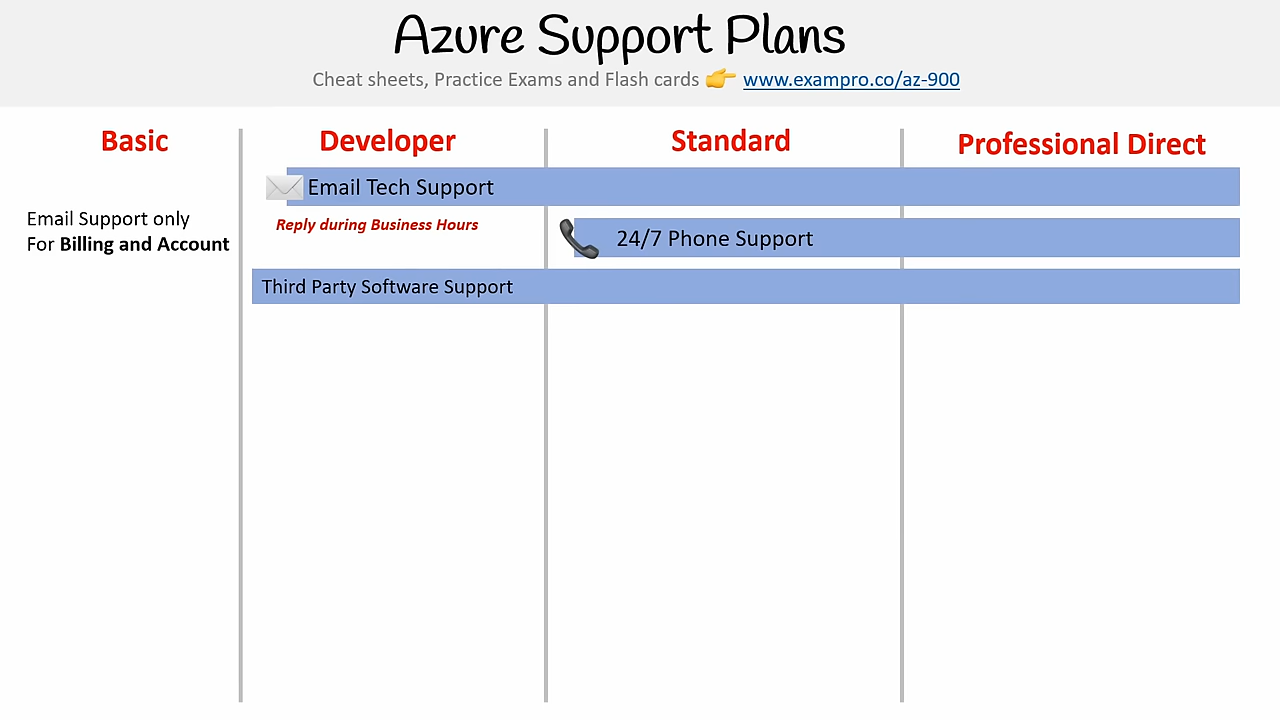 Azure Support Plans
Cheat sheets, Practice Exams and Flash cards 👉 www.exampro.co/az-900
Basic
Developer
Standard
Professional Direct
Email Tech Support
Email Support only
For Billing and Account
Reply during Business Hours
24/7 Phone Support
Third Party Software Support